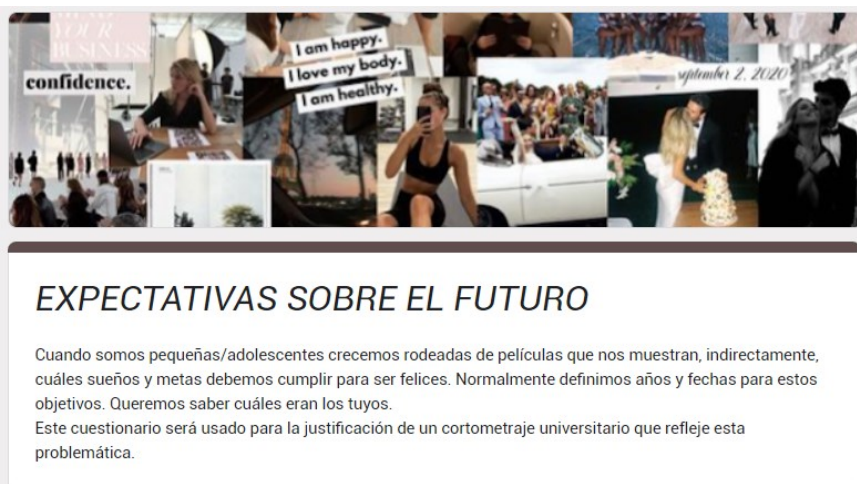 MIND
YOUR
BUSINESS
confidence.
I am happy.
I love my body.
I am healthy.
september 2, 2020
EXPECTATIVAS SOBRE EL FUTURO
Cuando somos pequeñas/adolescentes crecemos rodeadas de películas que nos muestran, indirectamente,
cuáles sueños y metas debemos cumplir para ser felices. Normalmente definimos años y fechas para estos
objetivos. Queremos saber cuáles eran los tuyos.
Este cuestionario será usado para la justificación de un cortometraje universitario que refleje esta
problemática.